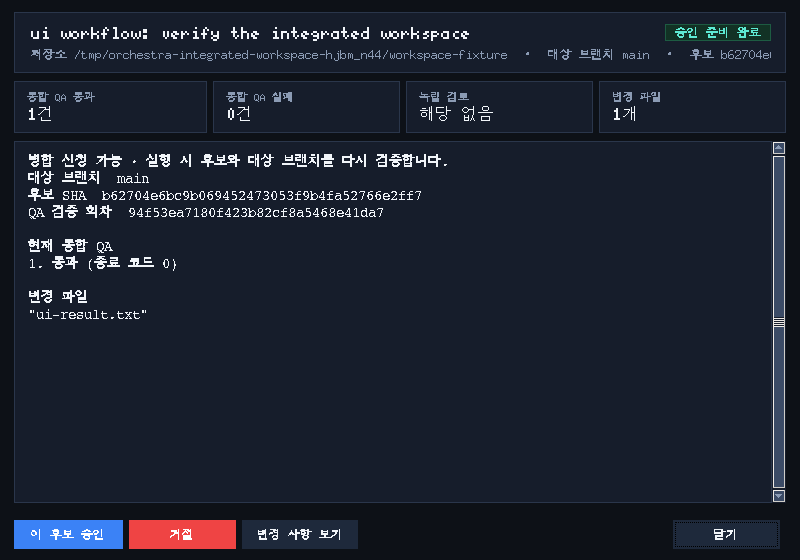 ui workflow: verify the integrated workspace
승인 준비 완료
저장소 /tmp/orchestra-integrated-workspace-hjbm_n44/workspace-fixture • 대상 브랜치 main • 후보 b62704e
통합 QA 통과
1건
통합 QA 실패
0건
독립 검토
해당 없음
변경 파일
1개
병합 신청 가능 · 실행 시 후보와 대상 브랜치를 다시 검증합니다.
대상 브랜치 main
후보 SHA b62704e6bc9b069452473053f9b4fa52766e2ff7
QA 검증 회차 94f53ea7180f423b82cf8a5468e41da7
현재 통합 QA
1. 통과 (종료 코드 0)
변경 파일
"ui-result.txt"
이 후보 승인
거절
변경 사항 보기
닫기